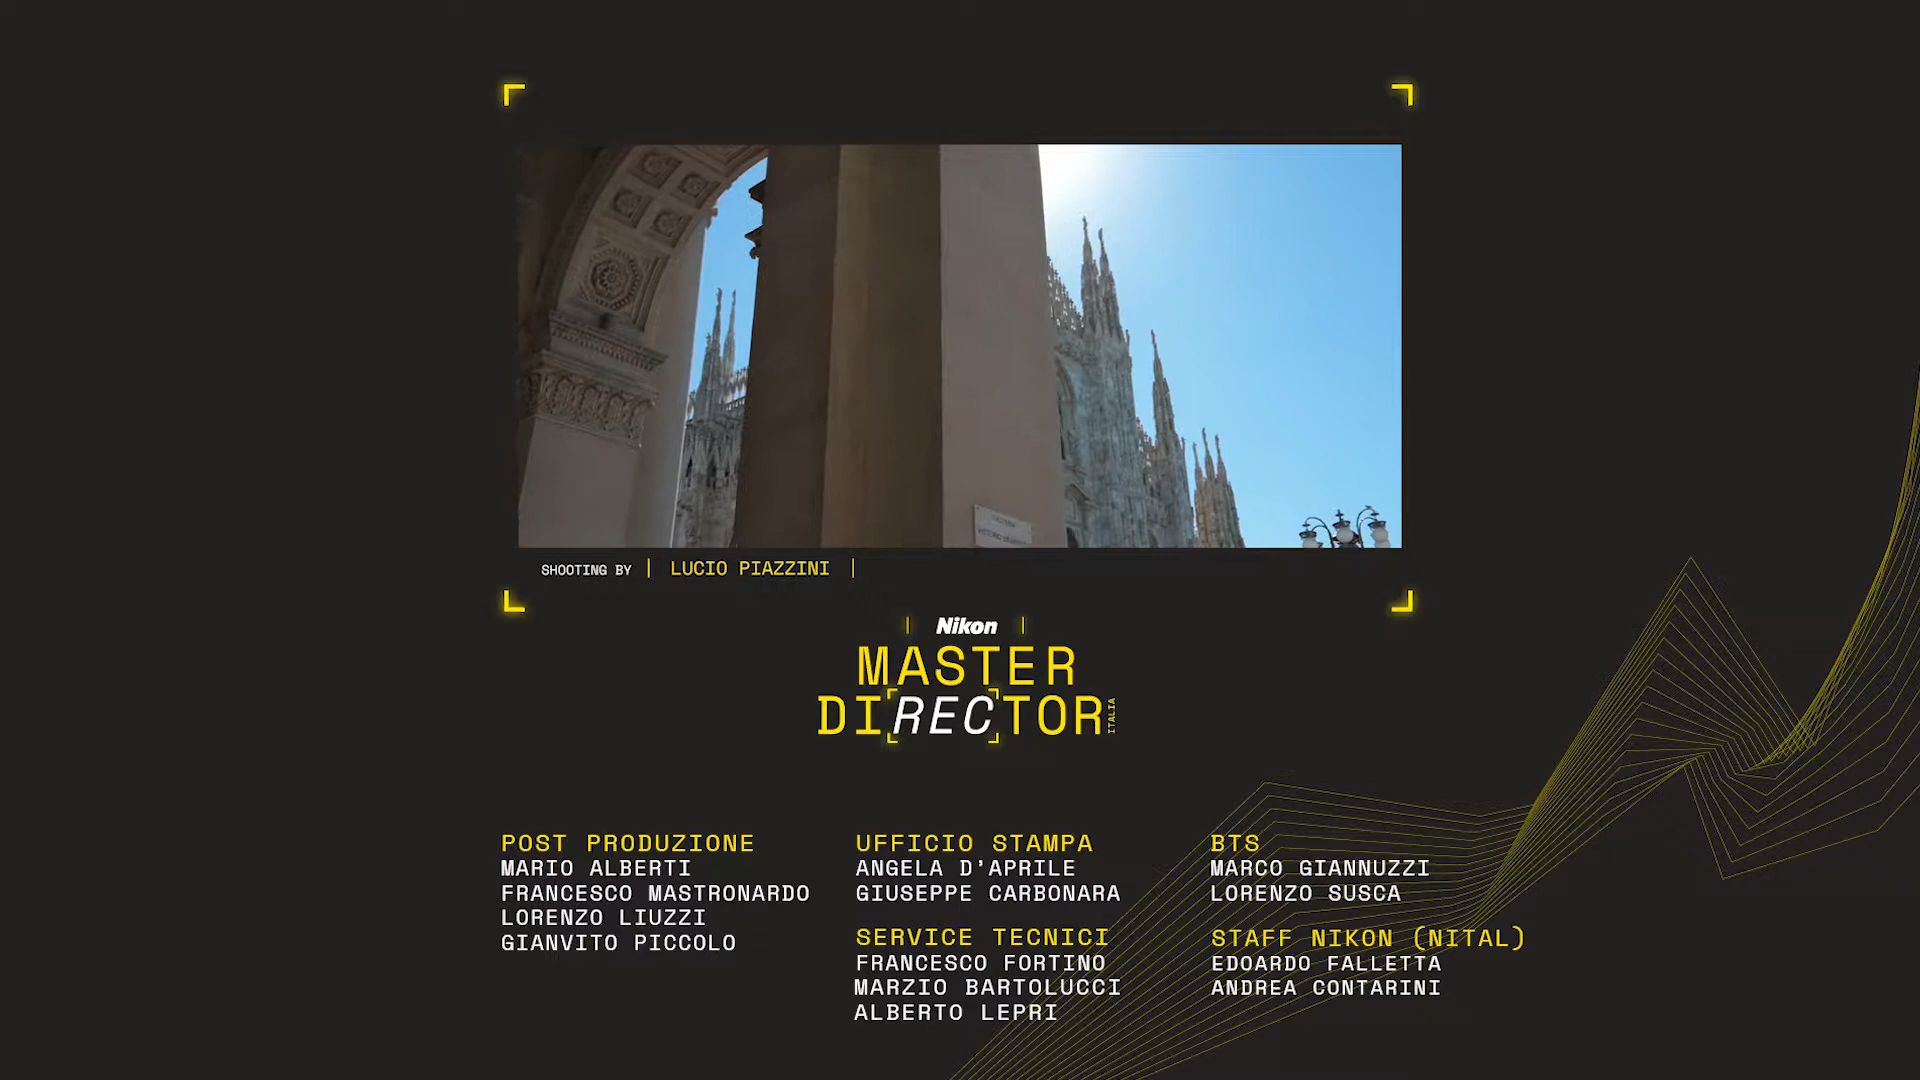 SHOOTING BY | LUCIO PIAZZINI |
| Nikon |
MASTER
DIRECTOR ITALIA
POST PRODUZIONE
MARIO ALBERTI
FRANCESCO MASTRONARDO
LORENZO LIUZZI
GIANVITO PICCOLO
UFFICIO STAMPA
ANGELA D'APRILE
GIUSEPPE CARBONARA
SERVICE TECNICI
FRANCESCO FORTINO
MARZIO BARTOLUCCI
ALBERTO LEPRI
BTS
MARCO GIANNUZZI
LORENZO SUSCA
STAFF NIKON (NITAL)
EDOARDO FALLETTA
ANDREA CONTARINI